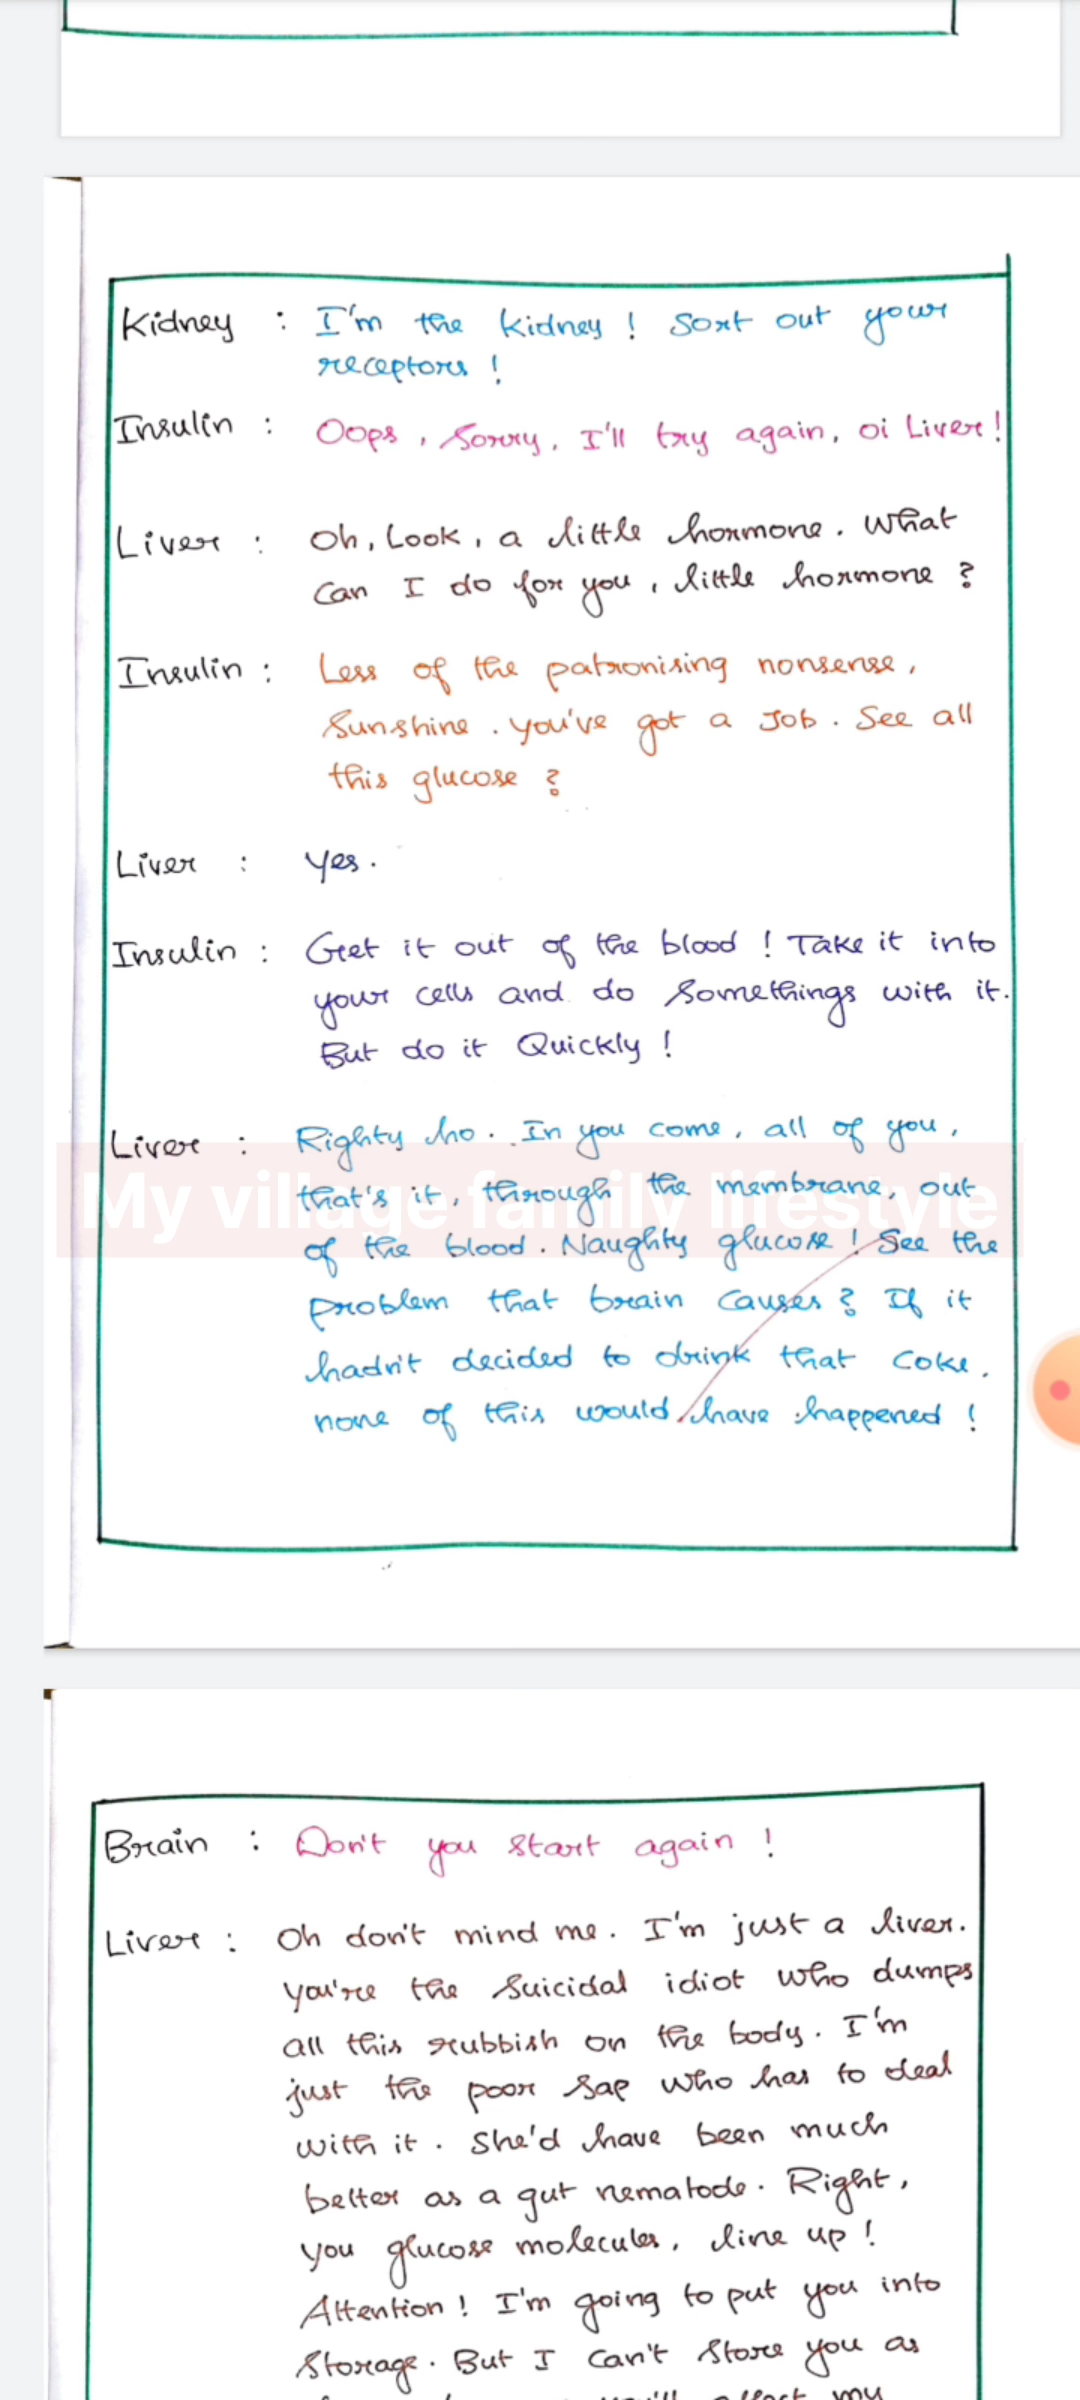 Kidney : I'm the kidney ! Sort out your
receptors !
Insulin : Oops , Sorry, I'll try again, oi Liver !
Liver : Oh, Look, a little hormone. What
Can I do for you, little hormone ?
Insulin : Less of the patronising nonsense,
Sunshine. you've got a Job. See all
this glucose ?
Liver : yes.
Insulin : Get it out of the blood ! Take it into
your cells and do Somethings with it.
But do it Quickly !
Liver : Righty ho. In you come, all of you,
that's it, through the membrane, out
of the blood. Naughty glucose ! See the
problem that brain causes ? If it
hadn't decided to drink that coke,
none of this would have happened !
My village family lifestyle
Brain : Don't you start again !
Liver : Oh don't mind me. I'm just a liver.
you're the Suicidal idiot who dumps
all this rubbish on the body. I'm
just the poor Sap who has to deal
with it. She'd have been much
better as a gut nematode. Right,
you glucose molecules, line up !
Attention ! I'm going to put you into
Storage. But I can't store you as
my